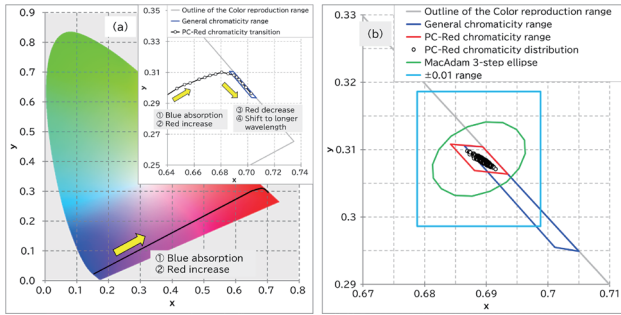 (a)
0.9
0.8
0.7
0.6
0.5
0.4
0.3
0.2
0.1
0.0
y
0.0 0.1 0.2 0.3 0.4 0.5 0.6 0.7 0.8
x
① Blue absorption
② Red increase
0.35
0.33
0.31
0.29
0.27
0.25
y
0.64 0.66 0.68 0.70 0.72 0.74
x
Outline of the Color reproduction range
General chromaticity range
PC-Red chromaticity transition
① Blue absorption
② Red increase
③ Red decrease
④ Shift to longer
wavelength
(b)
Outline of the Color reproduction range
General chromaticity range
PC-Red chromaticity range
PC-Red chromaticity distribution
MacAdam 3-step ellipse
±0.01 range
0.33
0.32
0.31
0.3
0.29
y
0.67 0.68 0.69 0.7 0.71
x